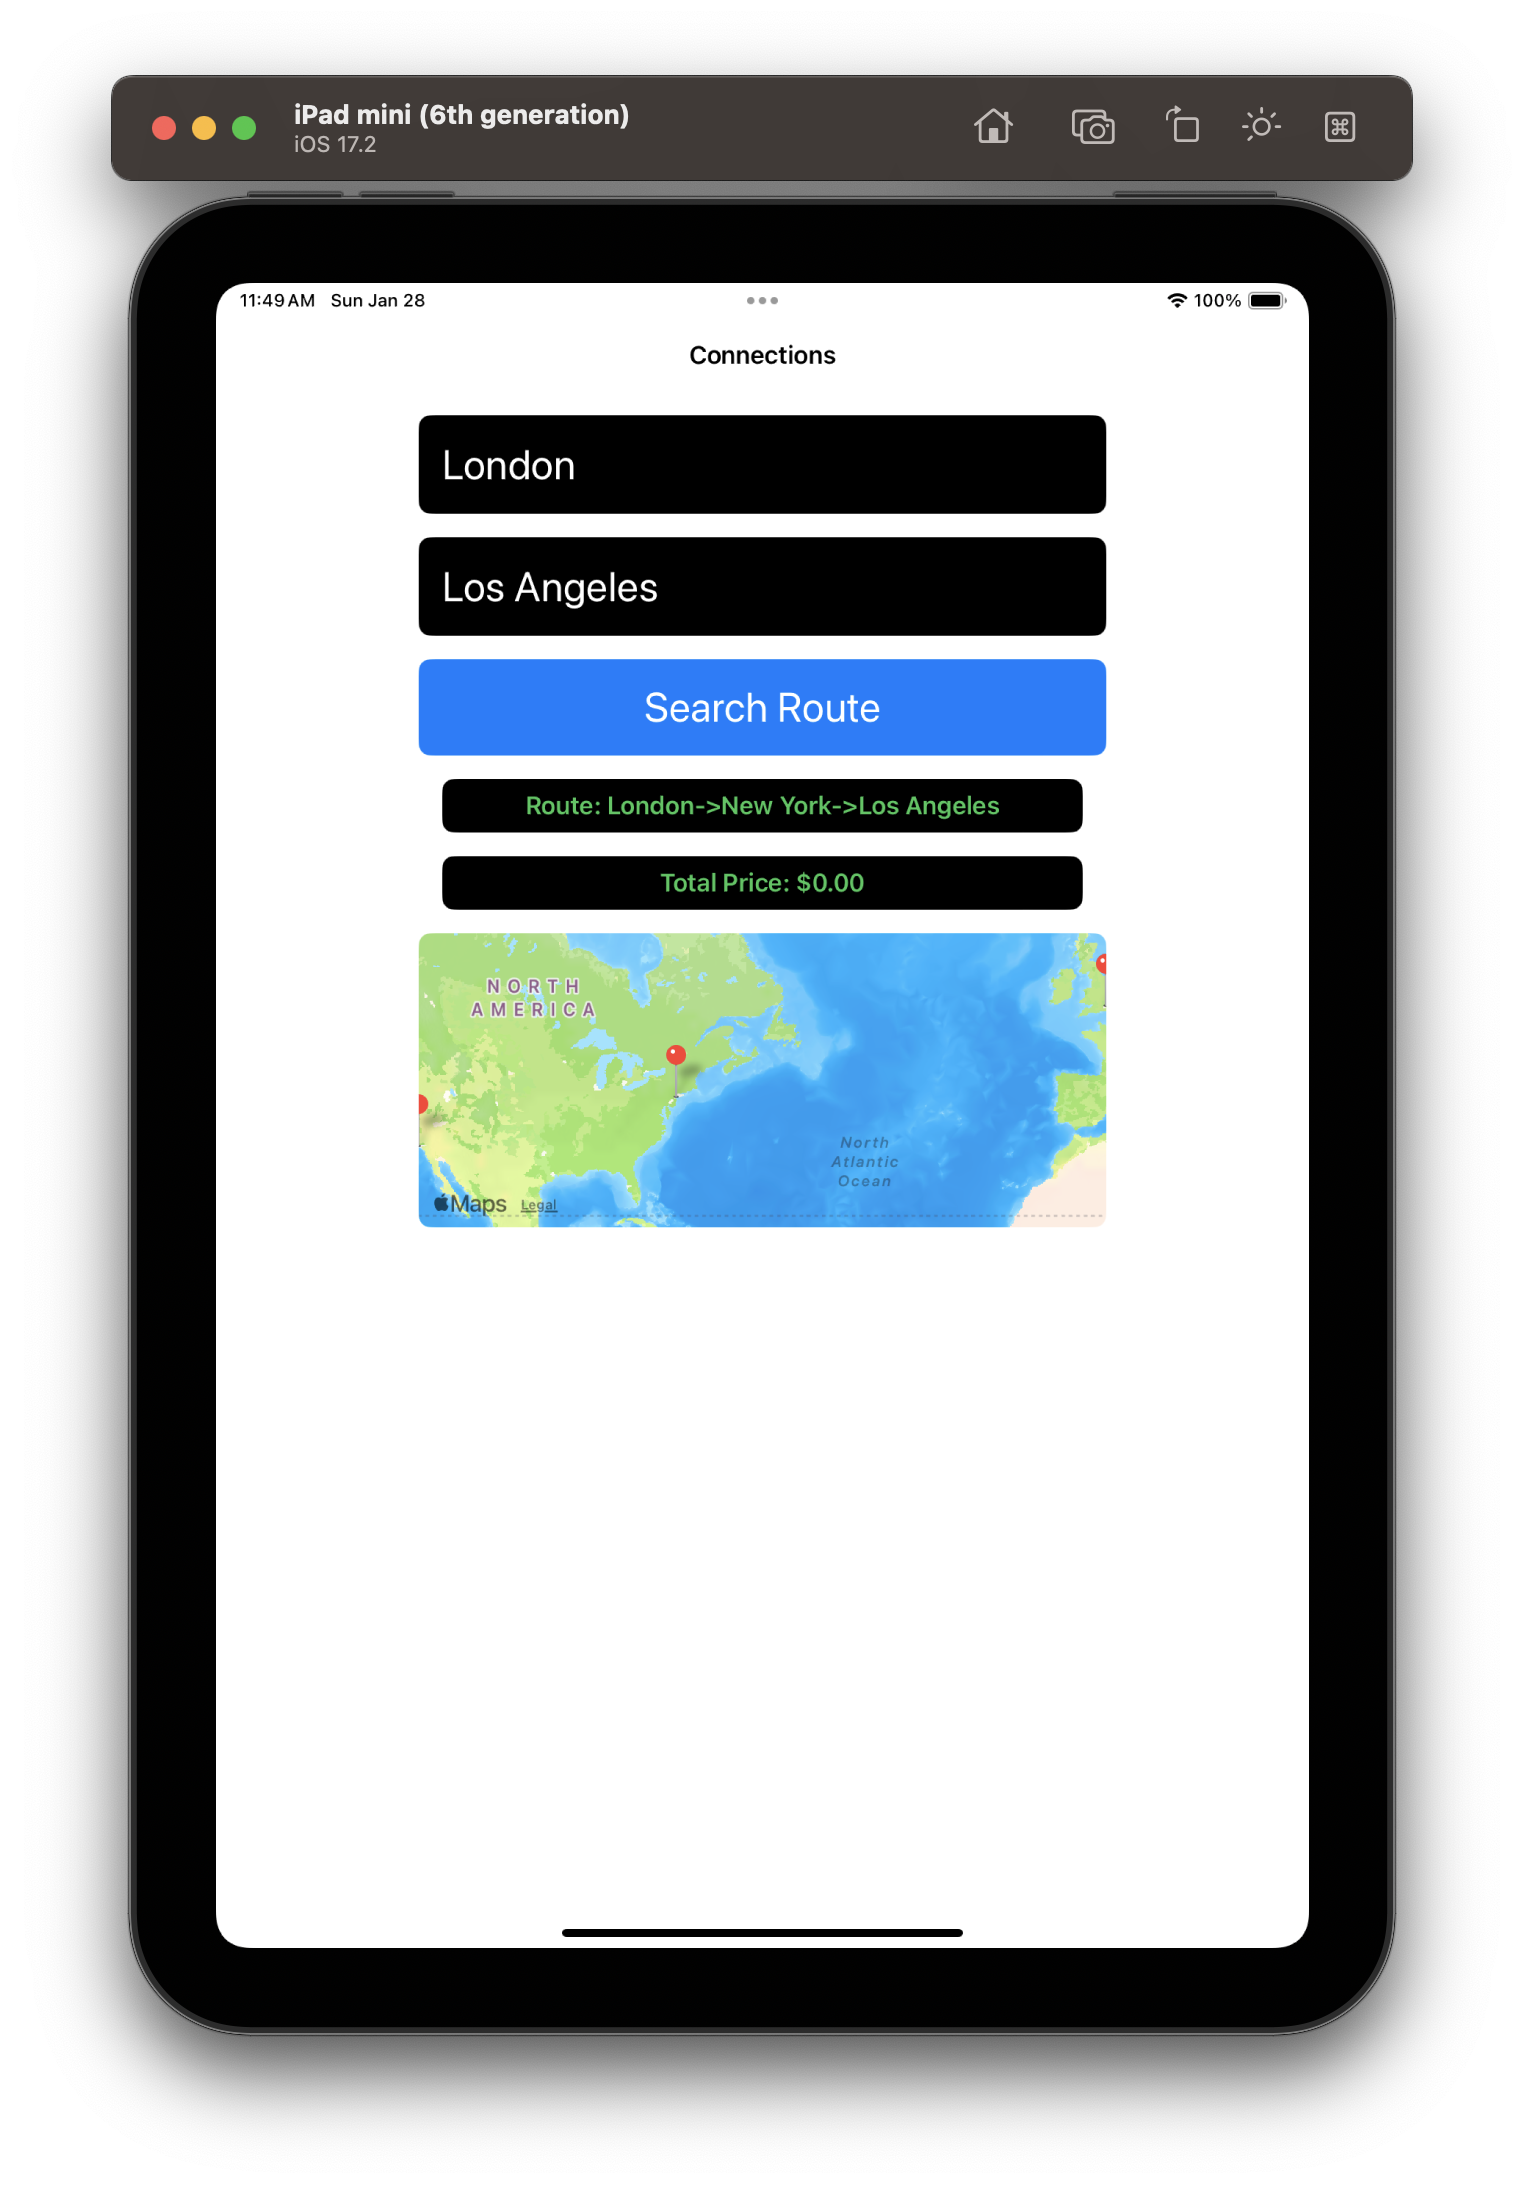 iPad mini (6th generation)
iOS 17.2
11:49 AM Sun Jan 28
100%
Connections
London
Los Angeles
Search Route
Route: London->New York->Los Angeles
Total Price: $0.00
NORTH
AMERICA
North
Atlantic
Ocean
Maps Legal